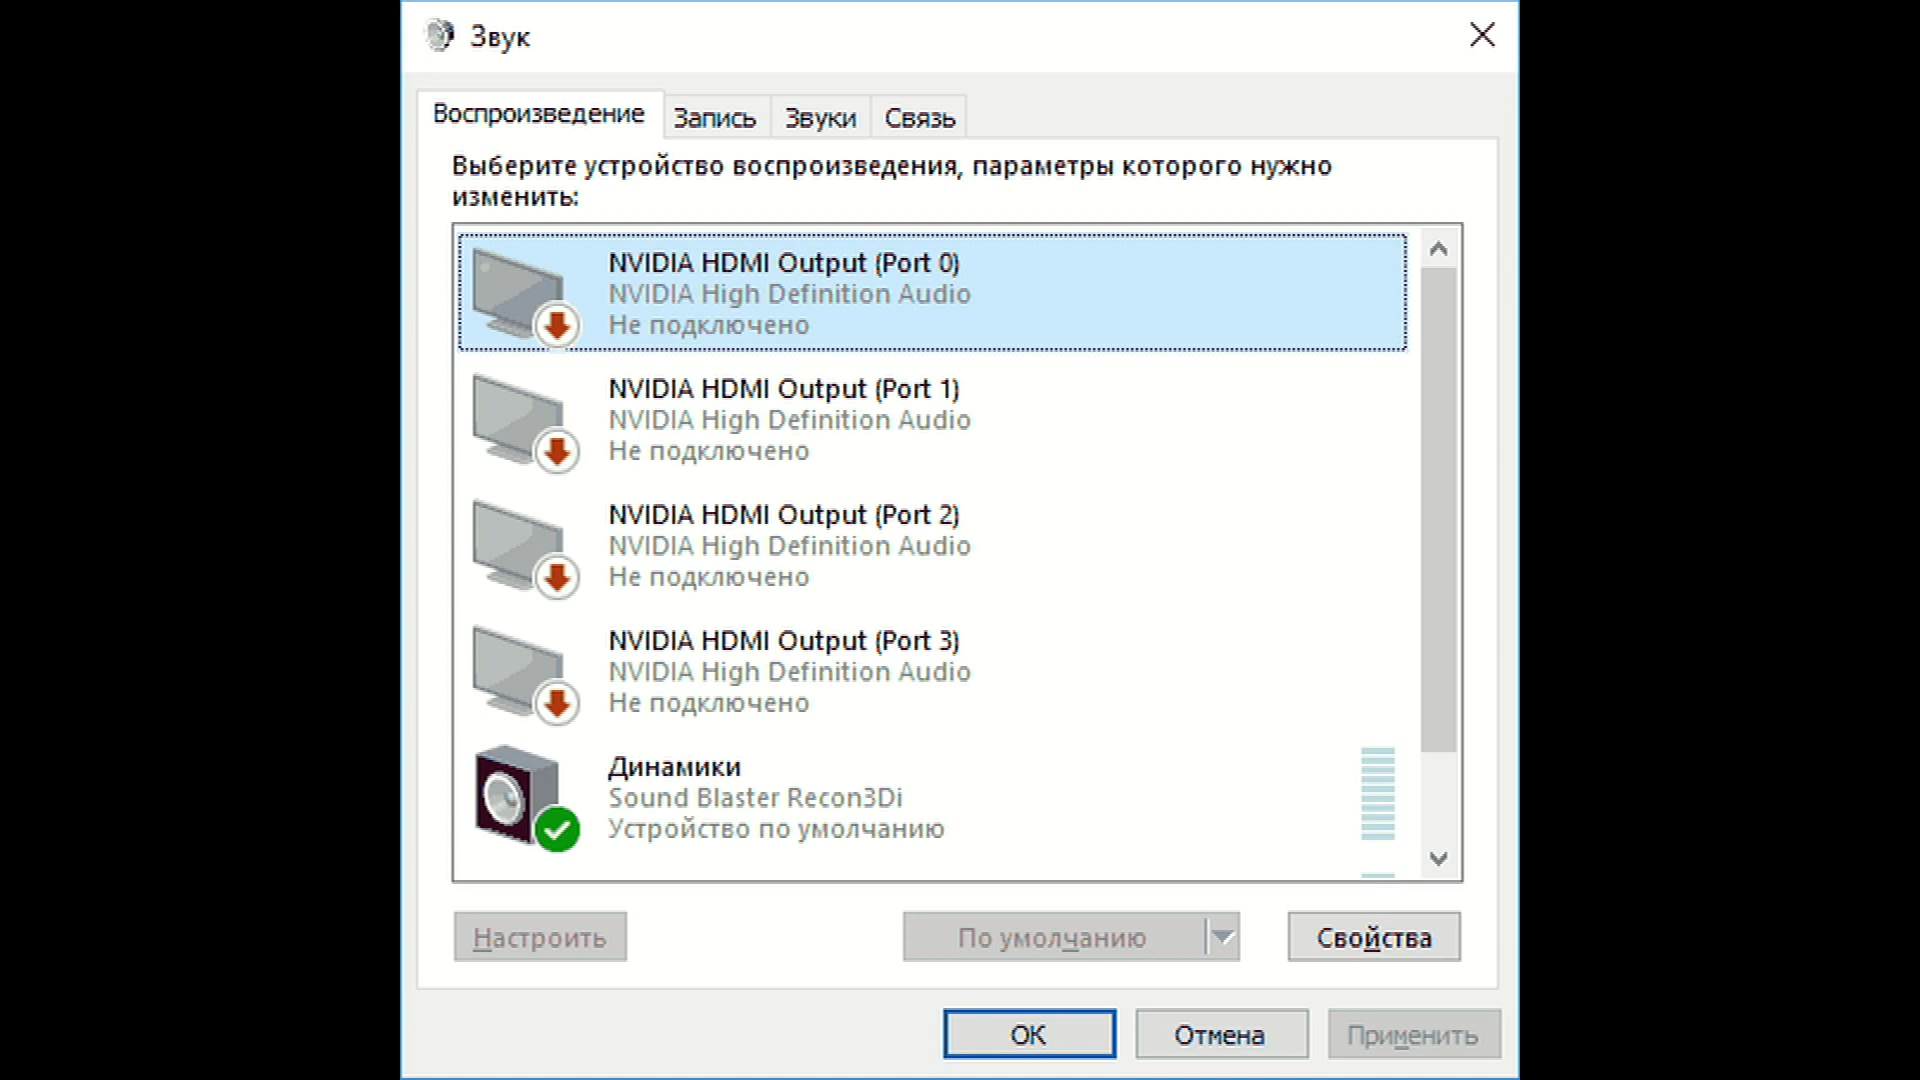 Звук
Воспроизведение
Запись
Звуки
Связь
Выберите устройство воспроизведения, параметры которого нужно
изменить:
NVIDIA HDMI Output (Port 0)
NVIDIA High Definition Audio
Не подключено
NVIDIA HDMI Output (Port 1)
NVIDIA High Definition Audio
Не подключено
NVIDIA HDMI Output (Port 2)
NVIDIA High Definition Audio
Не подключено
NVIDIA HDMI Output (Port 3)
NVIDIA High Definition Audio
Не подключено
Динамики
Sound Blaster Recon3Di
Устройство по умолчанию
Настроить
По умолчанию
Свойства
ОК
Отмена
Применить